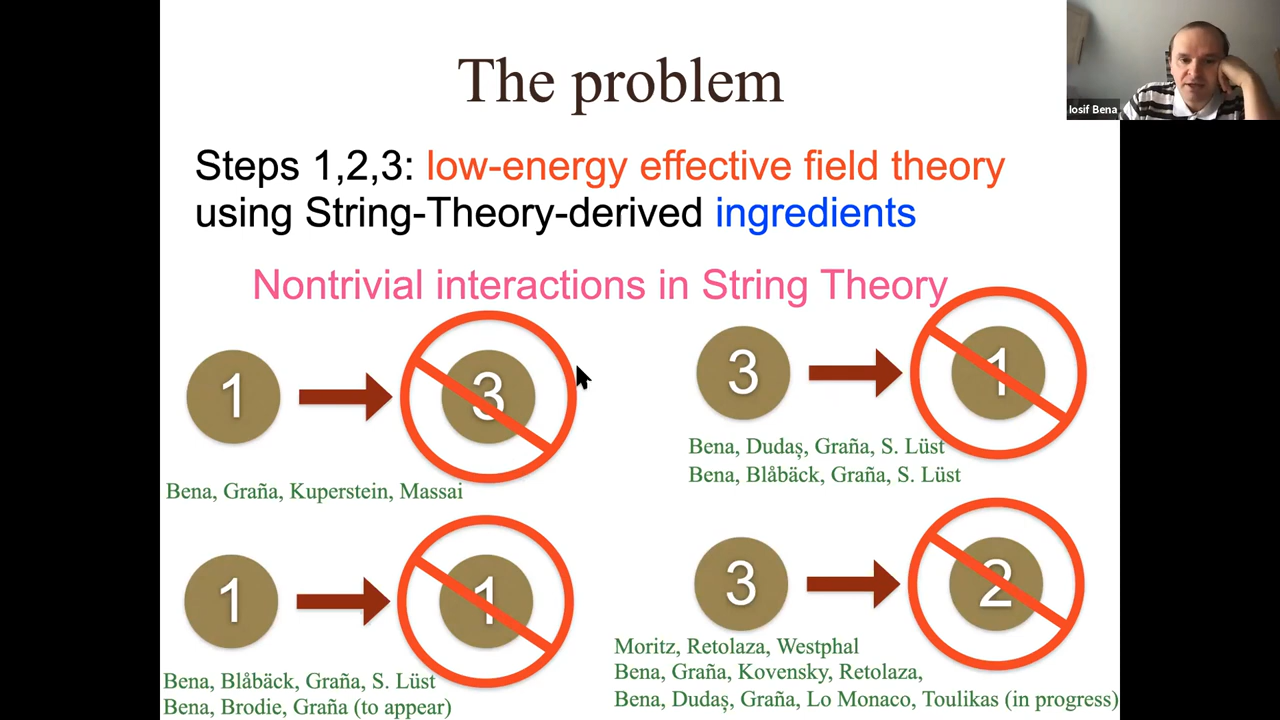 The problem
Iosif Bena
Steps 1,2,3: low-energy effective field theory
using String-Theory-derived ingredients
Nontrivial interactions in String Theory
1
3
Bena, Graña, Kuperstein, Massai
3
1
Bena, Dudaș, Graña, S. Lüst
Bena, Blåbäck, Graña, S. Lüst
1
1
Bena, Blåbäck, Graña, S. Lüst
Bena, Brodie, Graña (to appear)
3
2
Moritz, Retolaza, Westphal
Bena, Graña, Kovensky, Retolaza,
Bena, Dudaș, Graña, Lo Monaco, Toulikas (in progress)